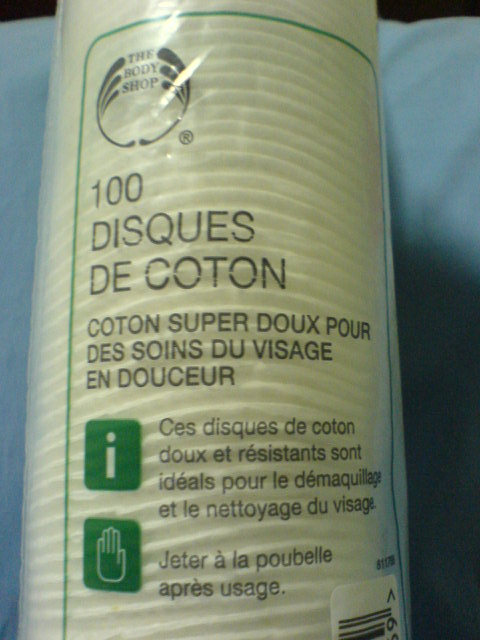 THE
BODY
SHOP
®
100
DISQUES
DE COTON
COTON SUPER DOUX POUR
DES SOINS DU VISAGE
EN DOUCEUR
i
Ces disques de coton
doux et résistants sont
idéals pour le démaquillage
et le nettoyage du visage.
Jeter à la poubelle
après usage.